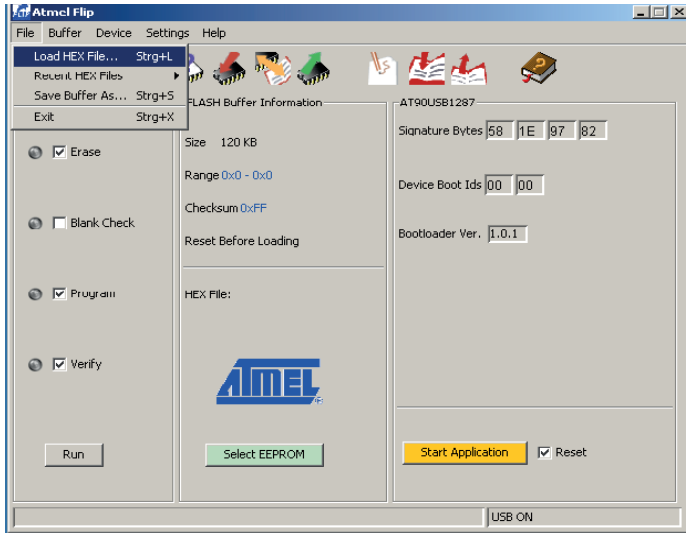 Atmel Flip
File Buffer Device Settings Help
Load HEX File... Strg+L
Recent HEX Files
Save Buffer As... Strg+S
Exit Strg+X
Erase
Blank Check
Program
Verify
Run
FLASH Buffer Information
Size 120 KB
Range 0x0 - 0x0
Checksum 0xFF
Reset Before Loading
HEX File:
ATMEL
Select EEPROM
AT90USB1287
Signature Bytes 58 1E 97 82
Device Boot Ids 00 00
Bootloader Ver. 1.0.1
Start Application Reset
USB ON